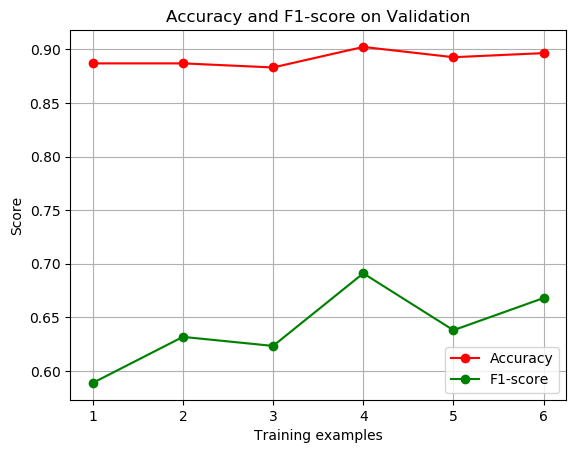 Accuracy and F1-score on Validation
Score
0.90
0.85
0.80
0.75
0.70
0.65
0.60
1 2 3 4 5 6
Training examples
Accuracy
F1-score